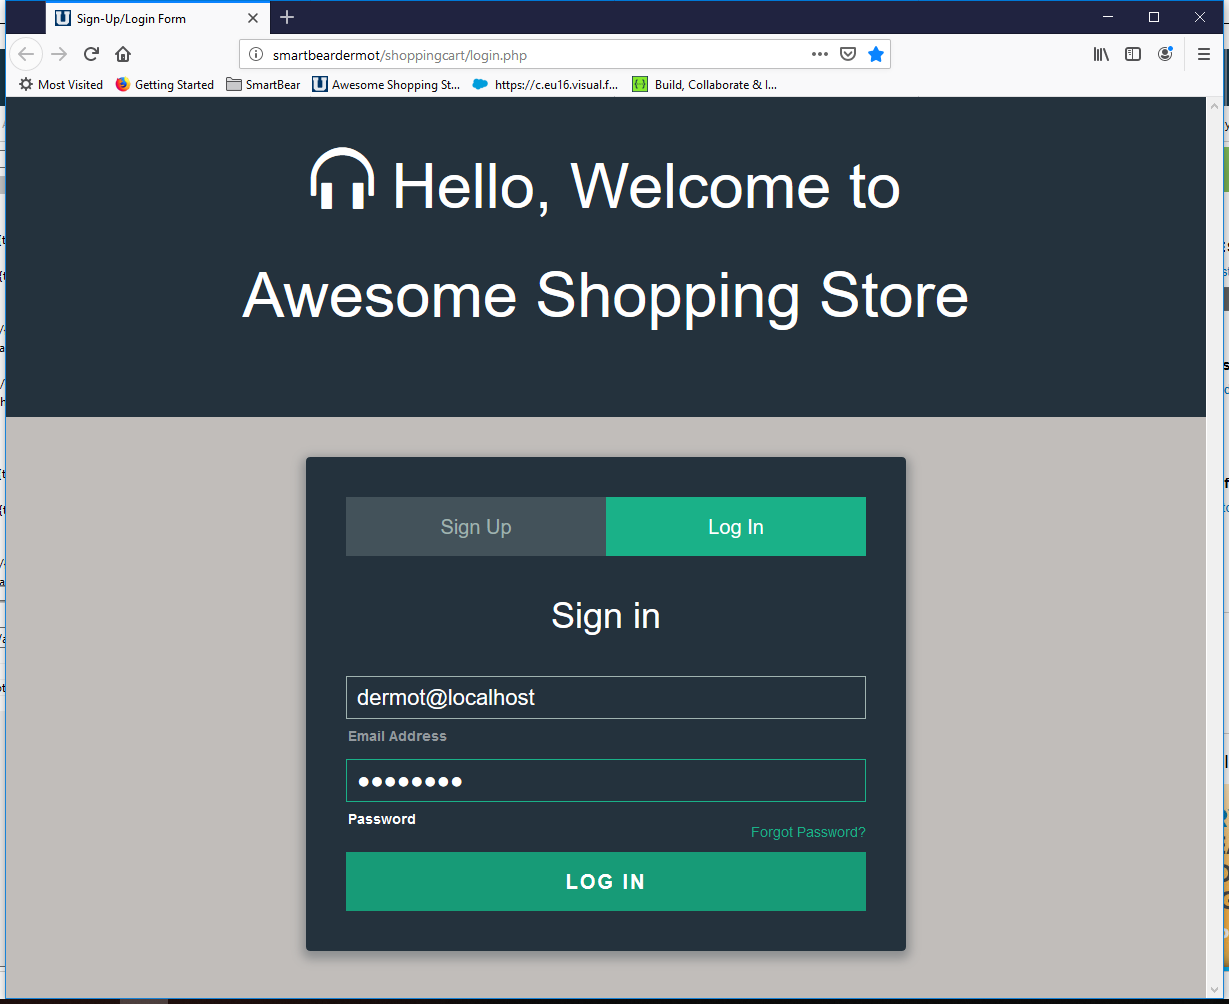 Sign-Up/Login Form
smartbeardermot/shoppingcart/login.php
Most Visited Getting Started SmartBear Awesome Shopping St... https://c.eu16.visual.f... Build, Collaborate & I...
Hello, Welcome to
Awesome Shopping Store
Sign Up Log In
Sign in
dermot@localhost
Email Address
●●●●●●●●
Password
Forgot Password?
LOG IN